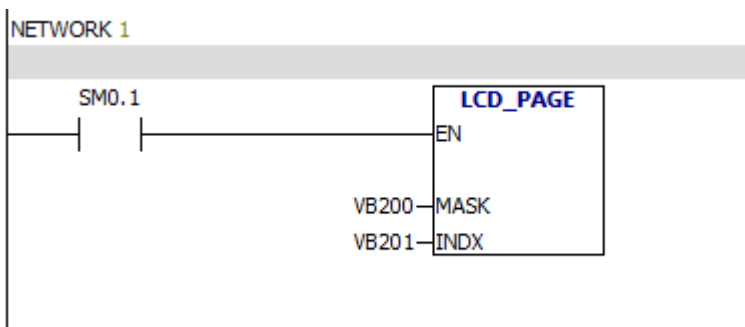 NETWORK 1
SM0.1
LCD_PAGE
EN
VB200 MASK
VB201 INDX